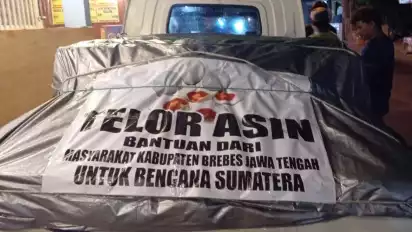 TELOR ASIN
BANTUAN DARI
MASYARAKAT KABUPATEN BREBES JAWA TENGAH
UNTUK BENCANA SUMATERA